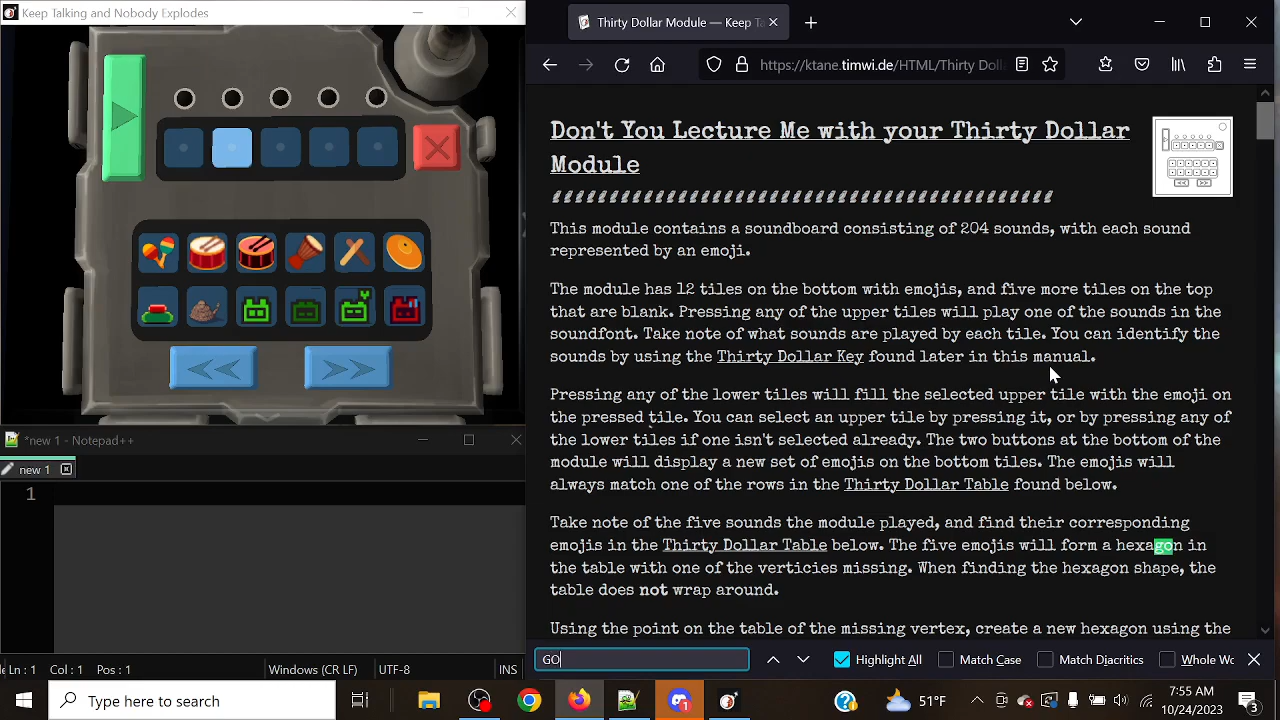 Keep Talking and Nobody Explodes
Thirty Dollar Module — Keep Ta
https://ktane.timwi.de/HTML/Thirty Doll
Don't You Lecture Me with your Thirty Dollar
Module
This module contains a soundboard consisting of 204 sounds, with each sound
represented by an emoji.
The module has 12 tiles on the bottom with emojis, and five more tiles on the top
that are blank. Pressing any of the upper tiles will play one of the sounds in the
soundfont. Take note of what sounds are played by each tile. You can identify the
sounds by using the Thirty Dollar Key found later in this manual.
Pressing any of the lower tiles will fill the selected upper tile with the emoji on
the pressed tile. You can select an upper tile by pressing it, or by pressing any of
the lower tiles if one isn't selected already. The two buttons at the bottom of the
module will display a new set of emojis on the bottom tiles. The emojis will
always match one of the rows in the Thirty Dollar Table found below.
Take note of the five sounds the module played, and find their corresponding
emojis in the Thirty Dollar Table below. The five emojis will form a hexagon in
the table with one of the verticies missing. When finding the hexagon shape, the
table does not wrap around.
Using the point on the table of the missing vertex, create a new hexagon using the
GO
Highlight All
Match Case
Match Diacritics
Whole Wo
*new 1 - Notepad++
new 1
1
Ln : 1
Col : 1
Pos : 1
Windows (CR LF)
UTF-8
INS
Type here to search
51°F
7:55 AM
10/24/2023
1
3